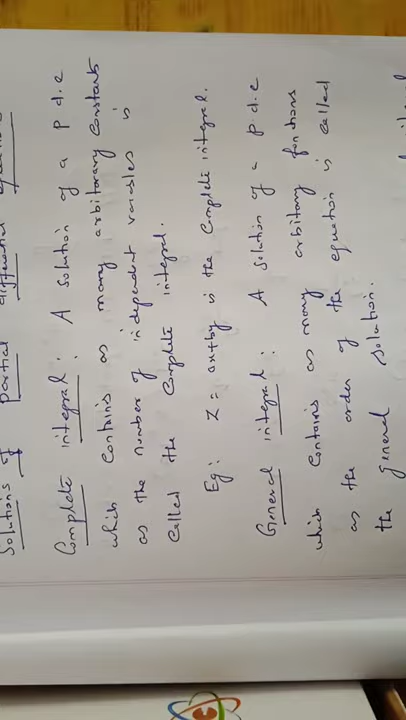 Solutions of partial differential equations
Complete integral : A solution of a p.d.e
which contains as many arbitrary constants
as the number of independent variables is
called the complete integral.
Eg : Z = ax+by is the complete integral.
General integral : A solution of a p.d.e
which contains as many arbitrary fontions
as the order of the equation is called
the general solution.